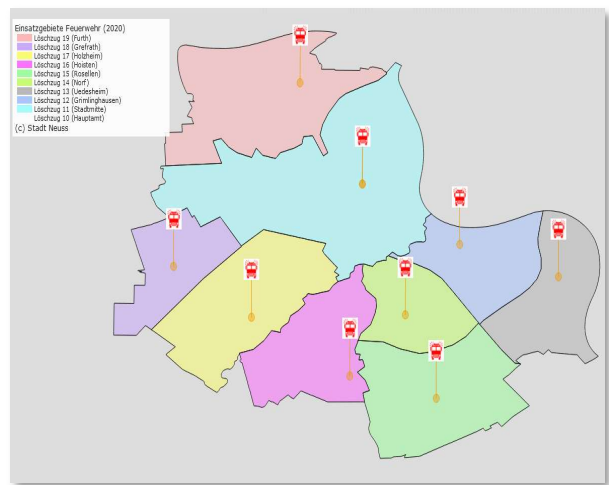 Einsatzgebiete Feuerwehr (2020)
Löschzug 19 (Furth)
Löschzug 18 (Grefrath)
Löschzug 17 (Holzheim)
Löschzug 16 (Hoisten)
Löschzug 15 (Rosellen)
Löschzug 14 (Norf)
Löschzug 13 (Uedesheim)
Löschzug 12 (Grimlinghausen)
Löschzug 11 (Stadtmitte)
Löschzug 10 (Hauptamt)
(c) Stadt Neuss